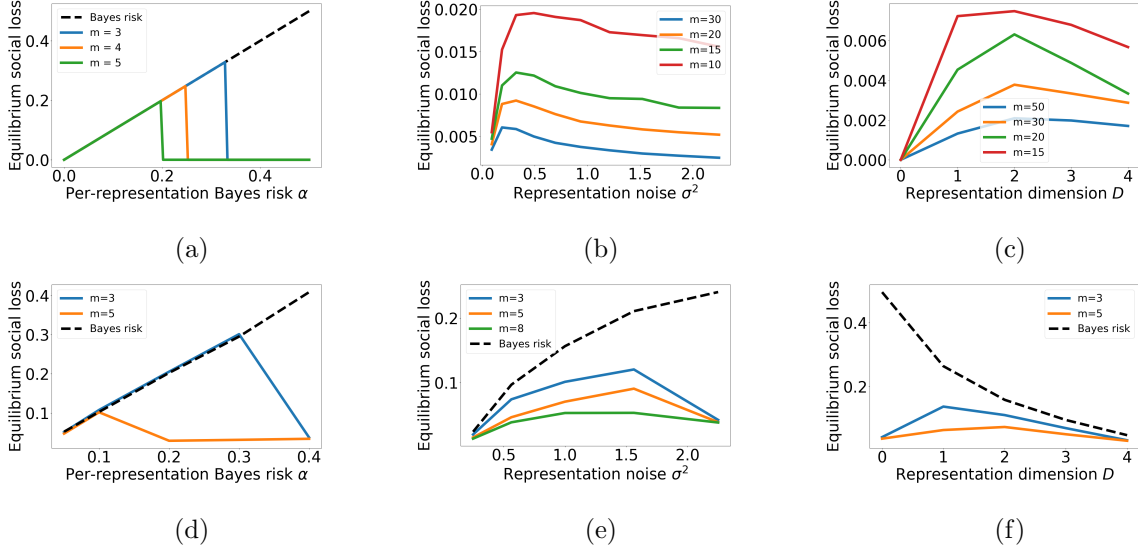 Equilibrium social loss
0.4
0.2
0.0
Bayes risk
m = 3
m = 4
m = 5
0.0 0.2 0.4
Per-representation Bayes risk α
(a)
Equilibrium social loss
0.020
0.015
0.010
0.005
m=30
m=20
m=15
m=10
0.0 0.5 1.0 1.5 2.0
Representation noise σ²
(b)
Equilibrium social loss
0.006
0.004
0.002
0.000
m=50
m=30
m=20
m=15
0 1 2 3 4
Representation dimension D
(c)
Equilibrium social loss
0.4
0.3
0.2
0.1
m=3
m=5
Bayes risk
0.1 0.2 0.3 0.4
Per-representation Bayes risk α
(d)
Equilibrium social loss
0.2
0.1
m=3
m=5
m=8
Bayes risk
0.5 1.0 1.5 2.0
Representation noise σ²
(e)
Equilibrium social loss
0.4
0.2
m=3
m=5
Bayes risk
0 1 2 3 4
Representation dimension D
(f)